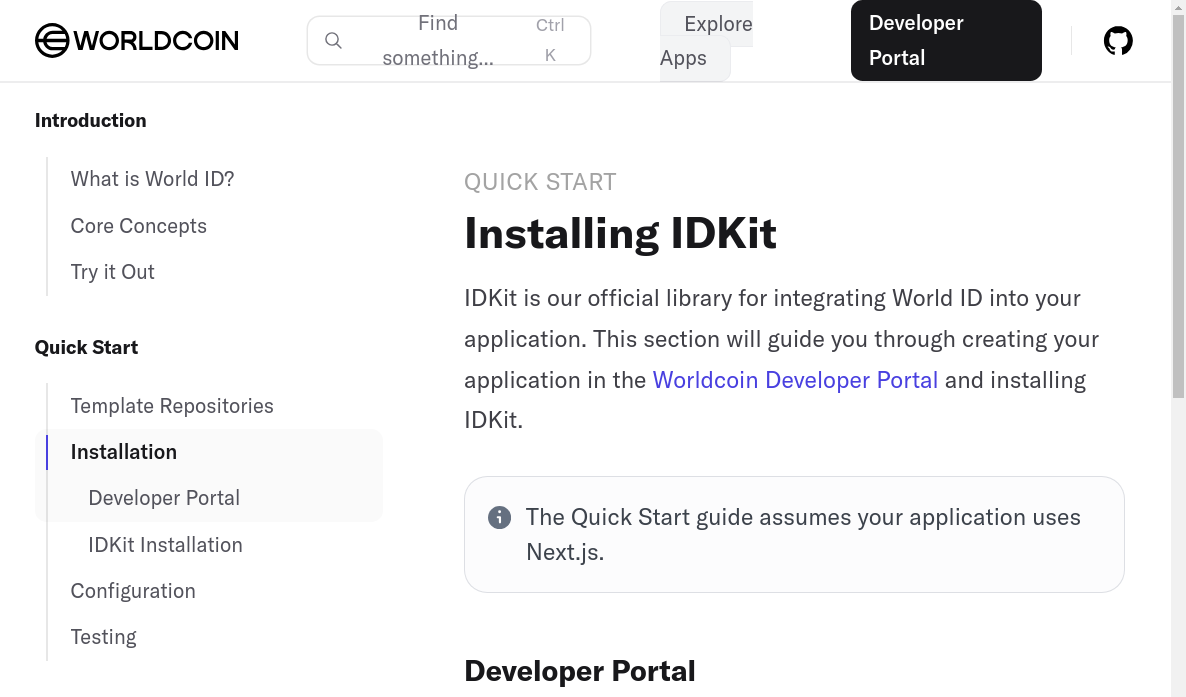 WORLDCOIN
Find
something...
Ctrl
K
Explore
Apps
Developer
Portal
Introduction
What is World ID?
Core Concepts
Try it Out
Quick Start
Template Repositories
Installation
Developer Portal
IDKit Installation
Configuration
Testing
QUICK START
Installing IDKit
IDKit is our official library for integrating World ID into your
application. This section will guide you through creating your
application in the Worldcoin Developer Portal and installing
IDKit.
The Quick Start guide assumes your application uses
Next.js.
Developer Portal